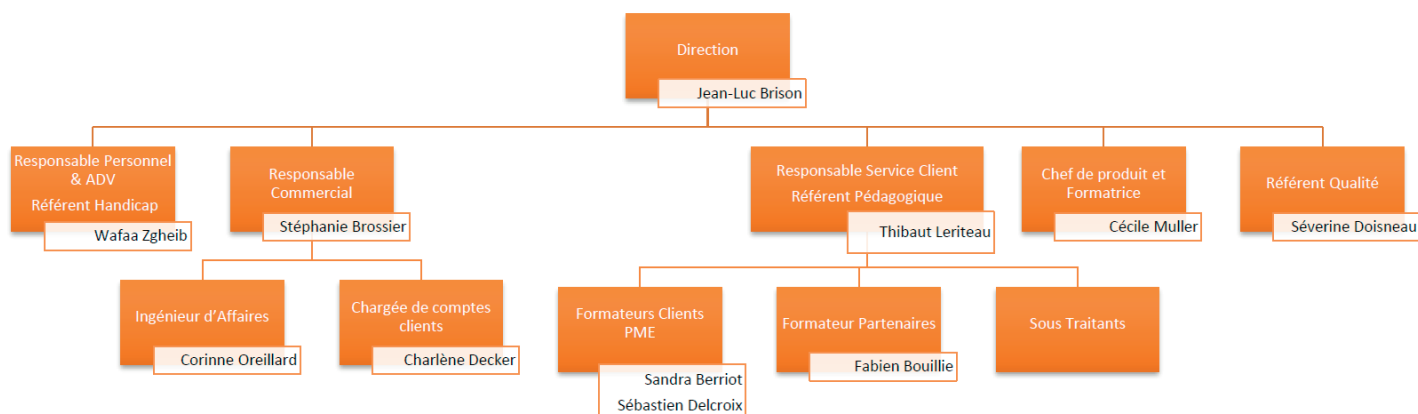 Direction
Jean-Luc Brison
Responsable Personnel
& ADV
Référent Handicap
Wafaa Zgheib
Responsable
Commercial
Stéphanie Brossier
Responsable Service Client
Référent Pédagogique
Thibaut Leriteau
Chef de produit et
Formatrice
Cécile Muller
Référent Qualité
Séverine Doisneau
Ingénieur d’Affaires
Corinne Oreillard
Chargée de comptes
clients
Charlène Decker
Formateurs Clients
PME
Sandra Berriot
Sébastien Delcroix
Formateur Partenaires
Fabien Bouillie
Sous Traitants